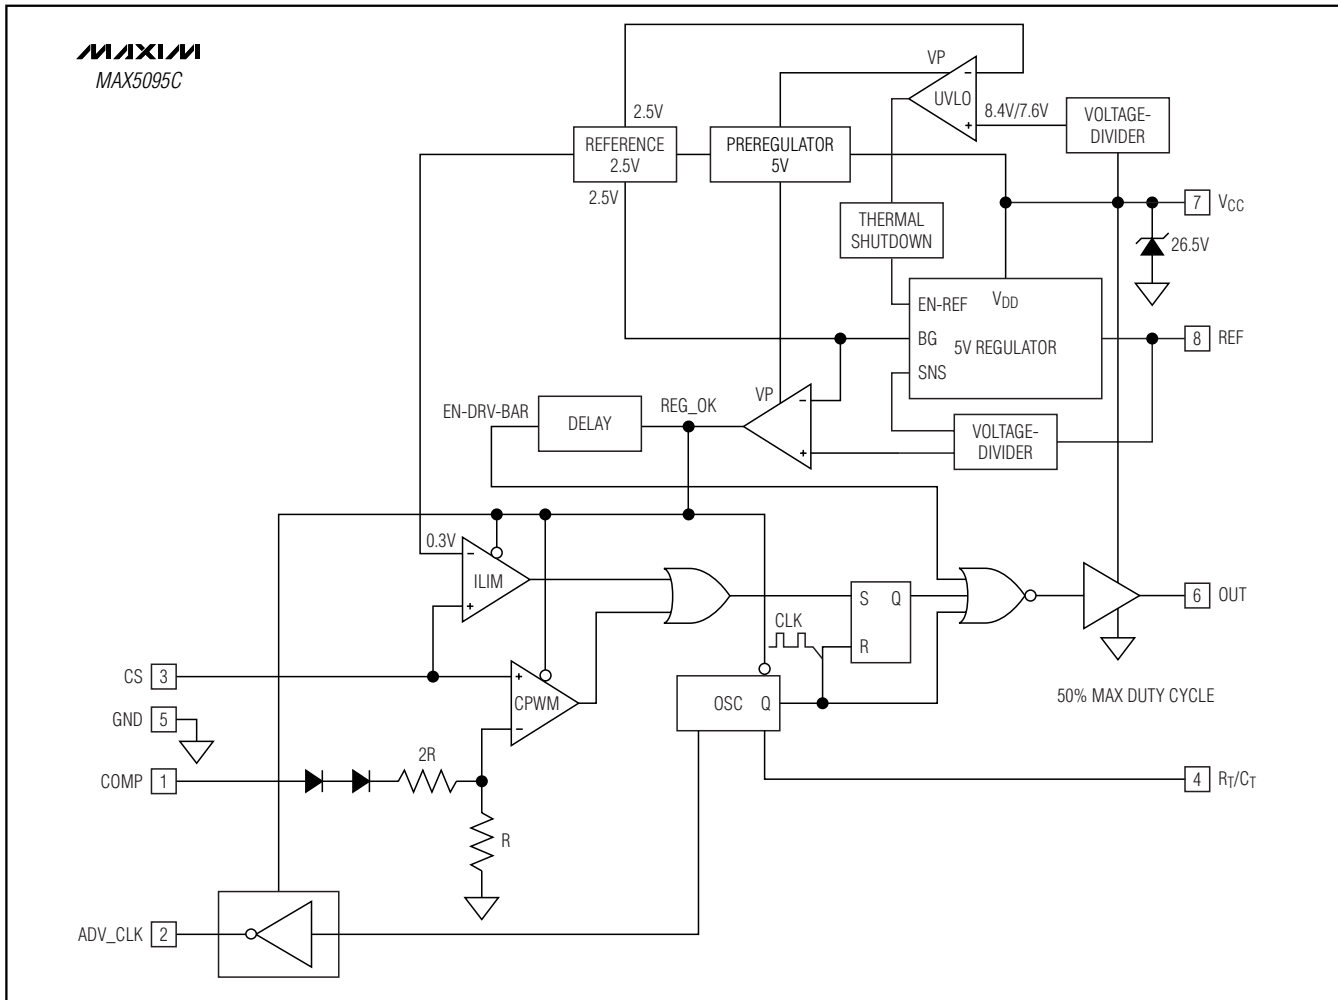 MAXIM
MAX5095C
VP
-
UVLO
+
8.4V/7.6V
VOLTAGE-
DIVIDER
2.5V
REFERENCE
2.5V
PREREGULATOR
5V
2.5V
7
VCC
THERMAL
SHUTDOWN
26.5V
EN-REF
VDD
BG
5V REGULATOR
SNS
8
REF
VP
-
+
EN-DRV-BAR
DELAY
REG_OK
VOLTAGE-
DIVIDER
0.3V
-
ILIM
+
S
Q
R
CLK
6
OUT
CS
3
+
CPWM
-
OSC
Q
50% MAX DUTY CYCLE
GND
5
COMP
1
2R
4
RT/CT
R
ADV_CLK
2